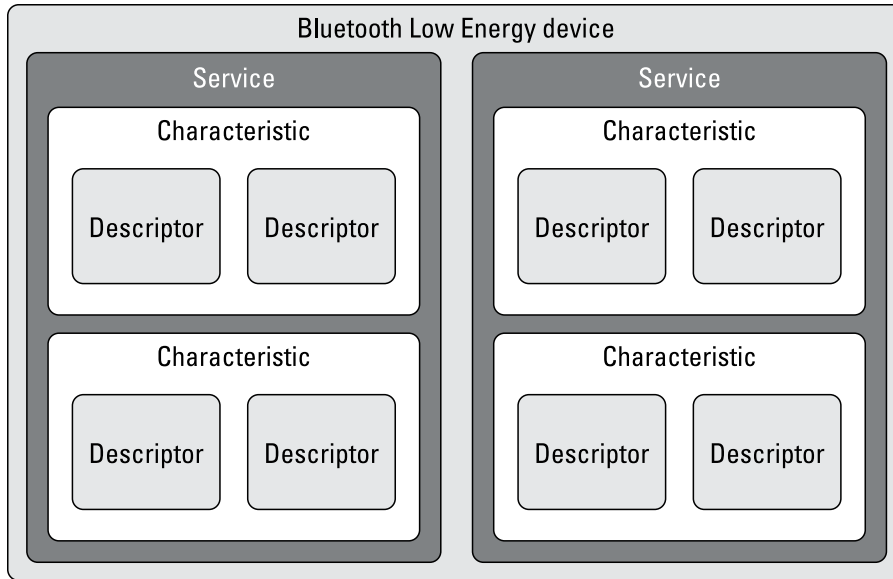 Bluetooth Low Energy device
Service
Characteristic
Descriptor Descriptor
Characteristic
Descriptor Descriptor
Service
Characteristic
Descriptor Descriptor
Characteristic
Descriptor Descriptor